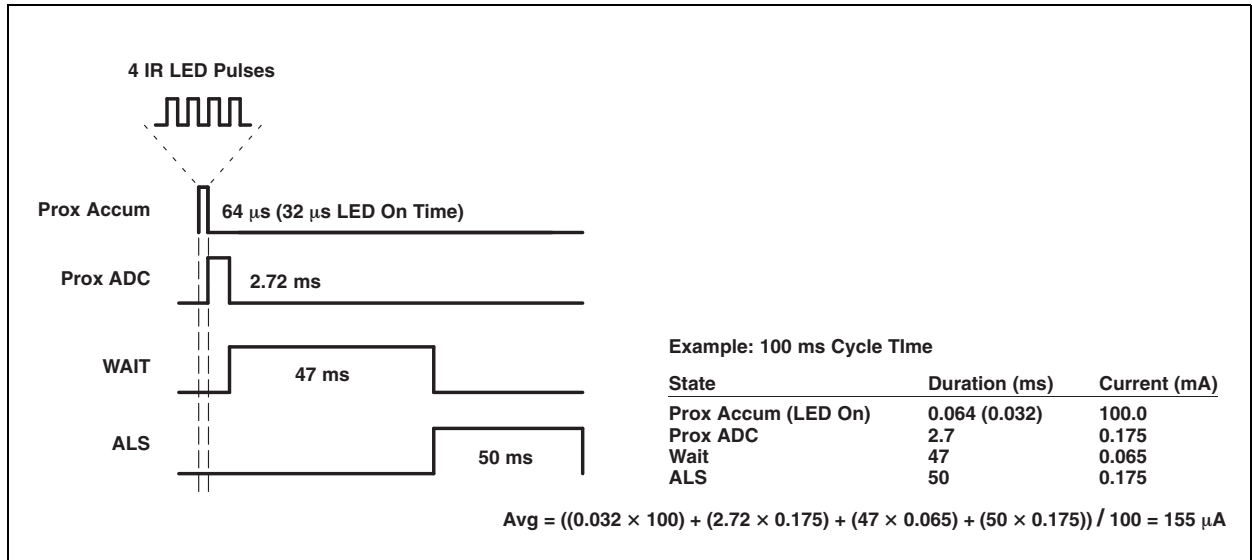 4 IR LED Pulses
Prox Accum
64 μs (32 μs LED On Time)
Prox ADC
2.72 ms
WAIT
47 ms
ALS
50 ms
Example: 100 ms Cycle TIme
State Duration (ms) Current (mA)
Prox Accum (LED On) 0.064 (0.032) 100.0
Prox ADC 2.7 0.175
Wait 47 0.065
ALS 50 0.175
Avg = ((0.032 × 100) + (2.72 × 0.175) + (47 × 0.065) + (50 × 0.175)) / 100 = 155 μA